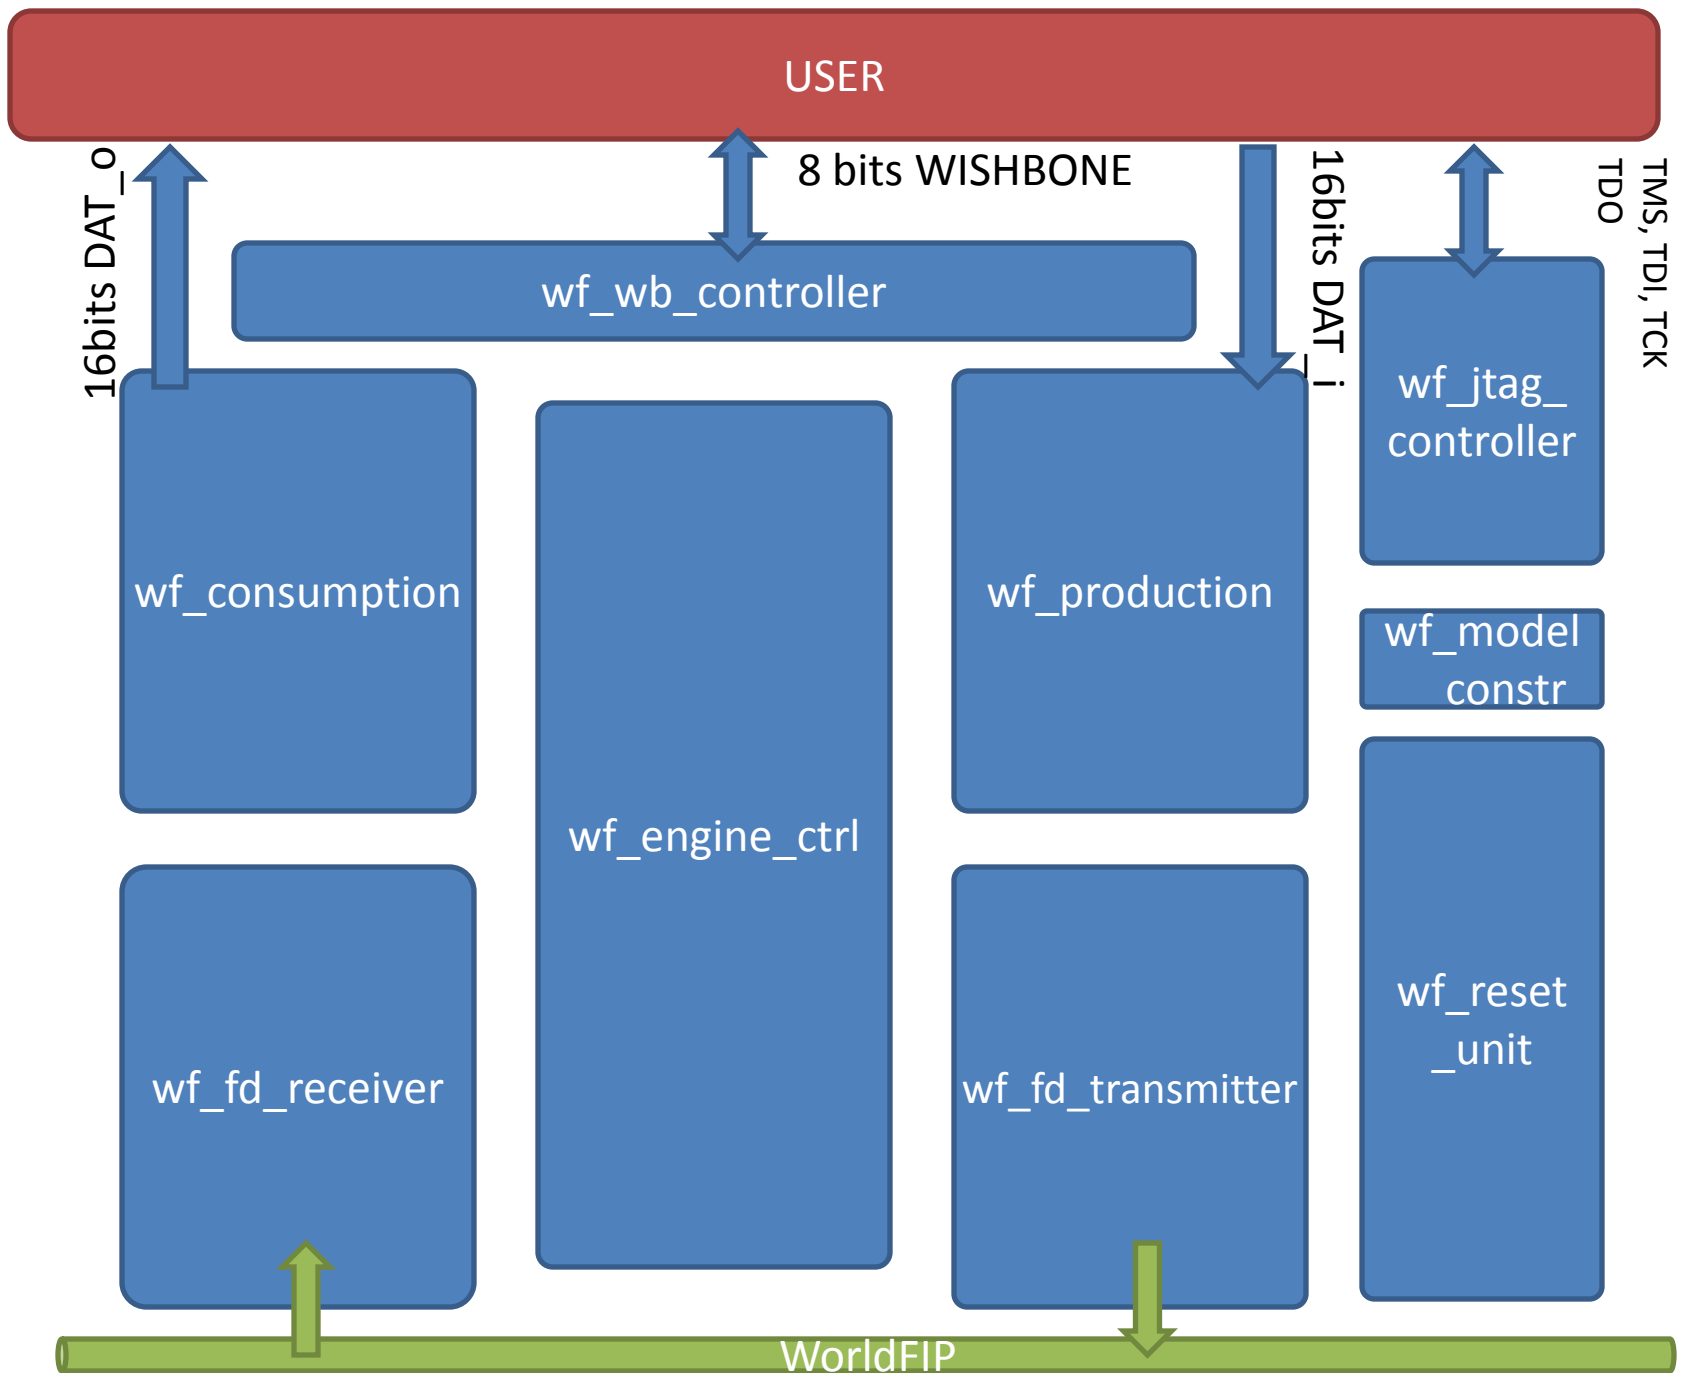 USER
16bits DAT_o
8 bits WISHBONE
16bits DAT_i
TMS, TDI, TCK
TDO
wf_wb_controller
wf_jtag_
controller
wf_consumption
wf_production
wf_model
constr
wf_engine_ctrl
wf_reset
_unit
wf_fd_receiver
wf_fd_transmitter
WorldFIP